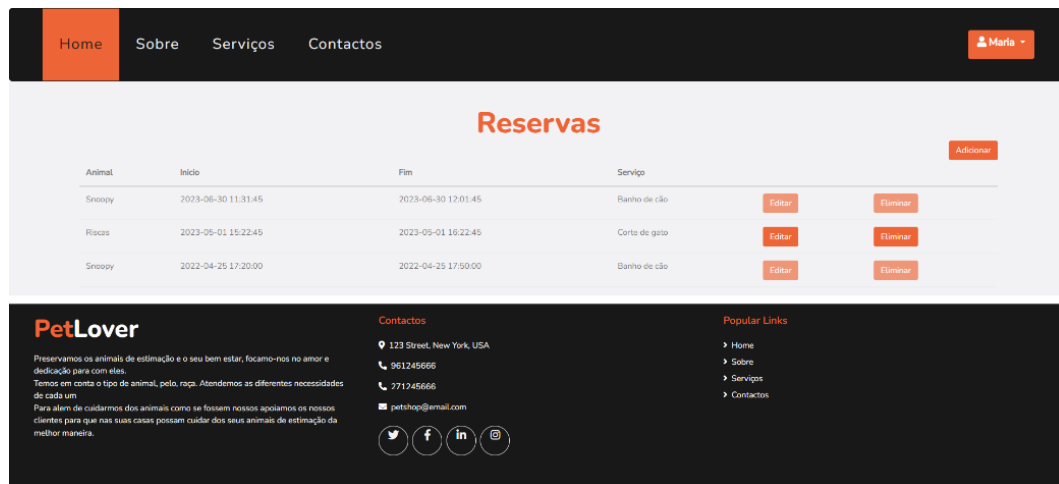 Home Sobre Serviços Contactos Maria
Reservas
Adicionar
Animal Início Fim Serviço
Snoopy 2023-06-30 11:31:45 2023-06-30 12:01:45 Banho de cão Editar Eliminar
Riscas 2023-05-01 15:22:45 2023-05-01 16:22:45 Corte de gato Editar Eliminar
Snoopy 2022-04-25 17:20:00 2022-04-25 17:50:00 Banho de cão Editar Eliminar
PetLover
Preservamos os animais de estimação e o seu bem estar, focamo-nos no amor e
dedicação para com eles.
Temos em conta o tipo de animal, pelo, raça. Atendemos as diferentes necessidades
de cada um
Para alem de cuidarmos dos animais como se fossem nossos apoiamos os nossos
clientes para que nas suas casas possam cuidar dos seus animais de estimação da
melhor maneira.
Contactos
123 Street, New York, USA
961245666
271245666
petshop@email.com
Popular Links
Home
Sobre
Serviços
Contactos